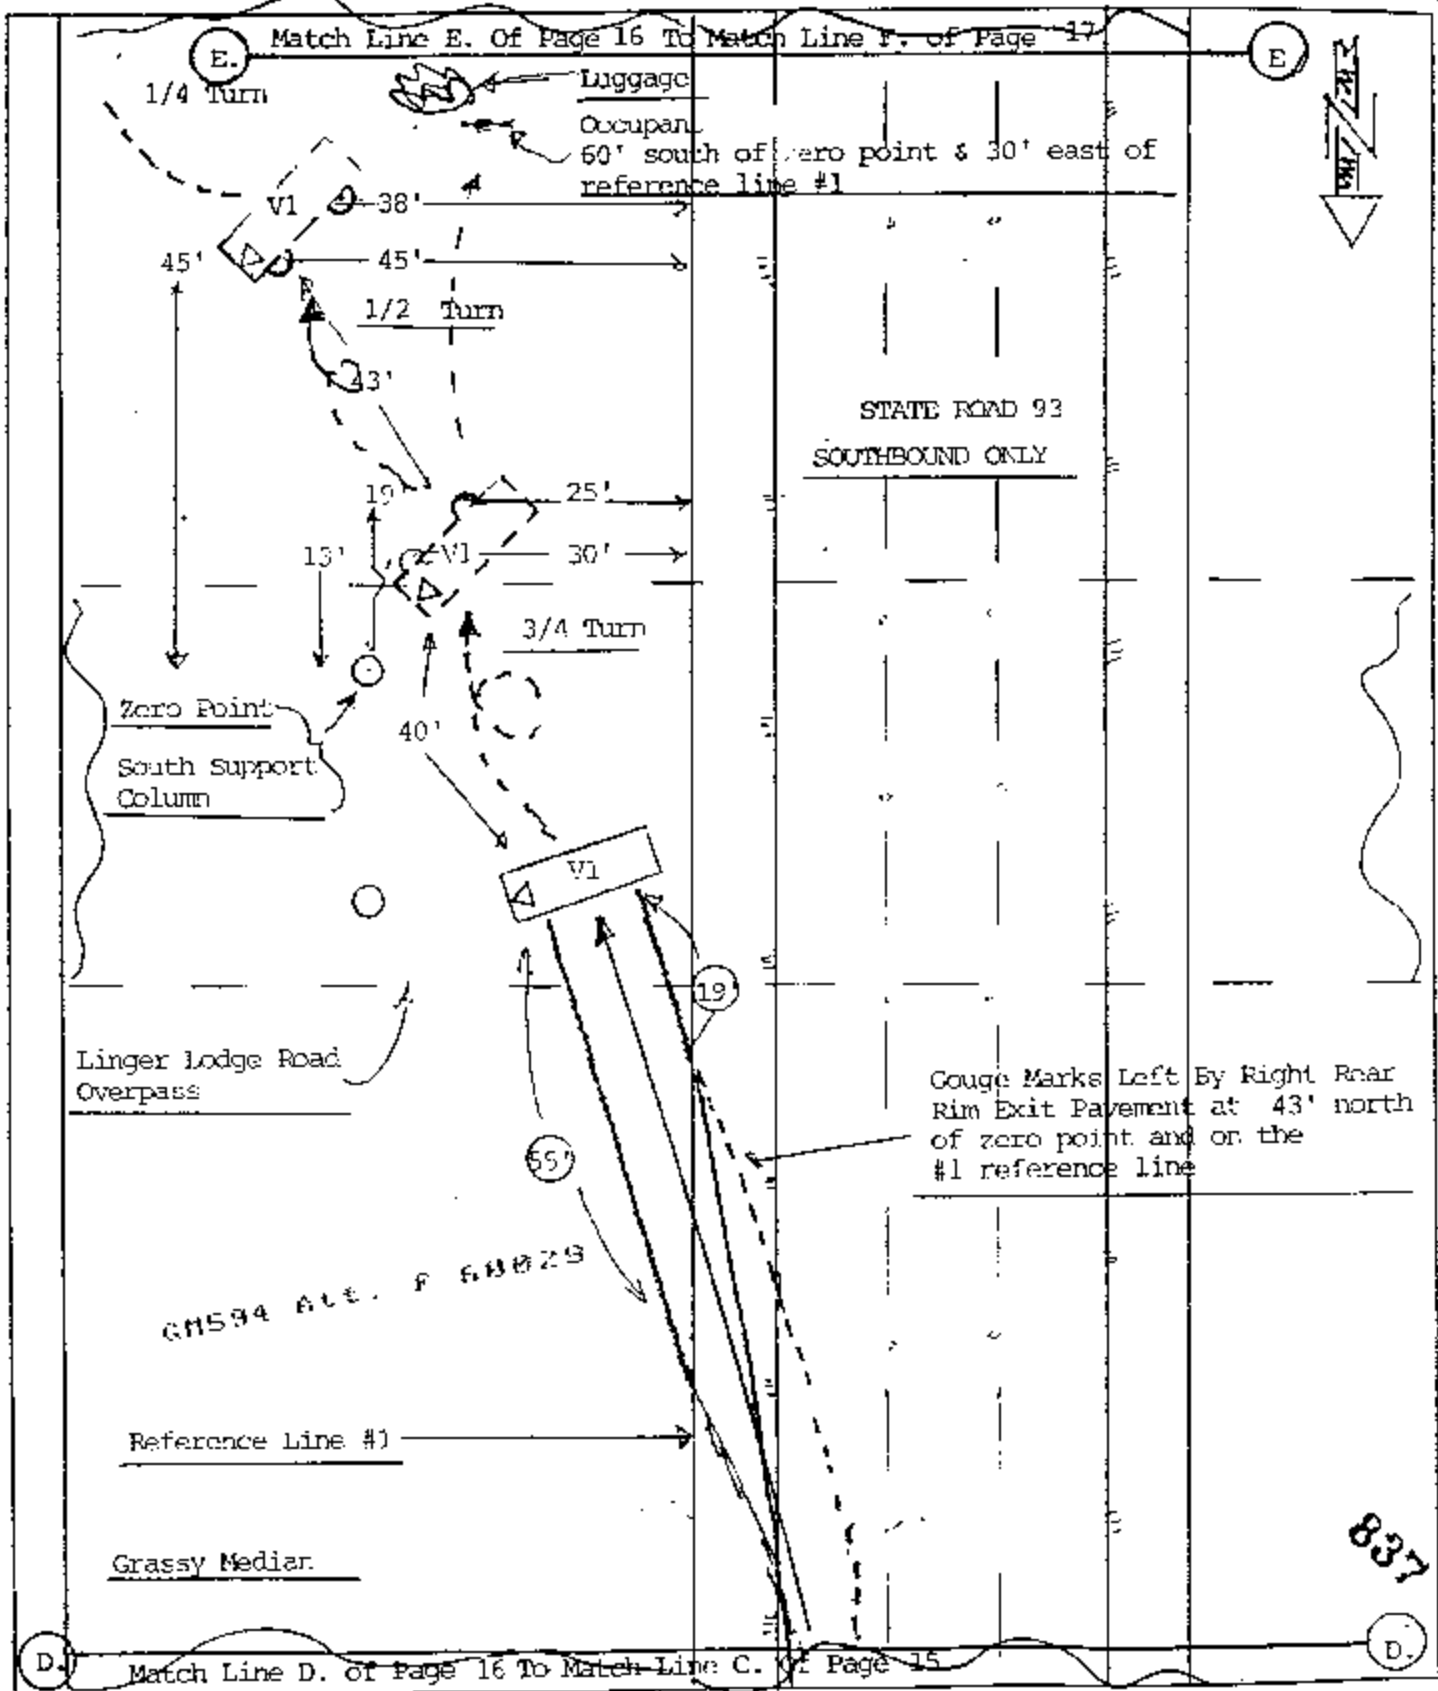 Match Line E. Of Page 16 To Match Line F. of Page 17
E.
E
1/4 Turn
Luggage
Occupan
60' south of zero point & 30' east of
reference line #1
V1
38'
45'
45'
1/2 Turn
43'
STATE ROAD 93
SOUTHBOUND ONLY
19'
25'
13'
V1
30'
3/4 Turn
Zero Point
40'
South Support
Column
V1
19'
Linger Lodge Road
Overpass
Gouge Marks Left By Right Rear
Rim Exit Pavement at 43' north
of zero point and on the
#1 reference line
55'
GM594 Att. F 68029
Reference Line #1
837
Grassy Median
D.
D.
Match Line D. of Page 16 To Match Line C. of Page 15